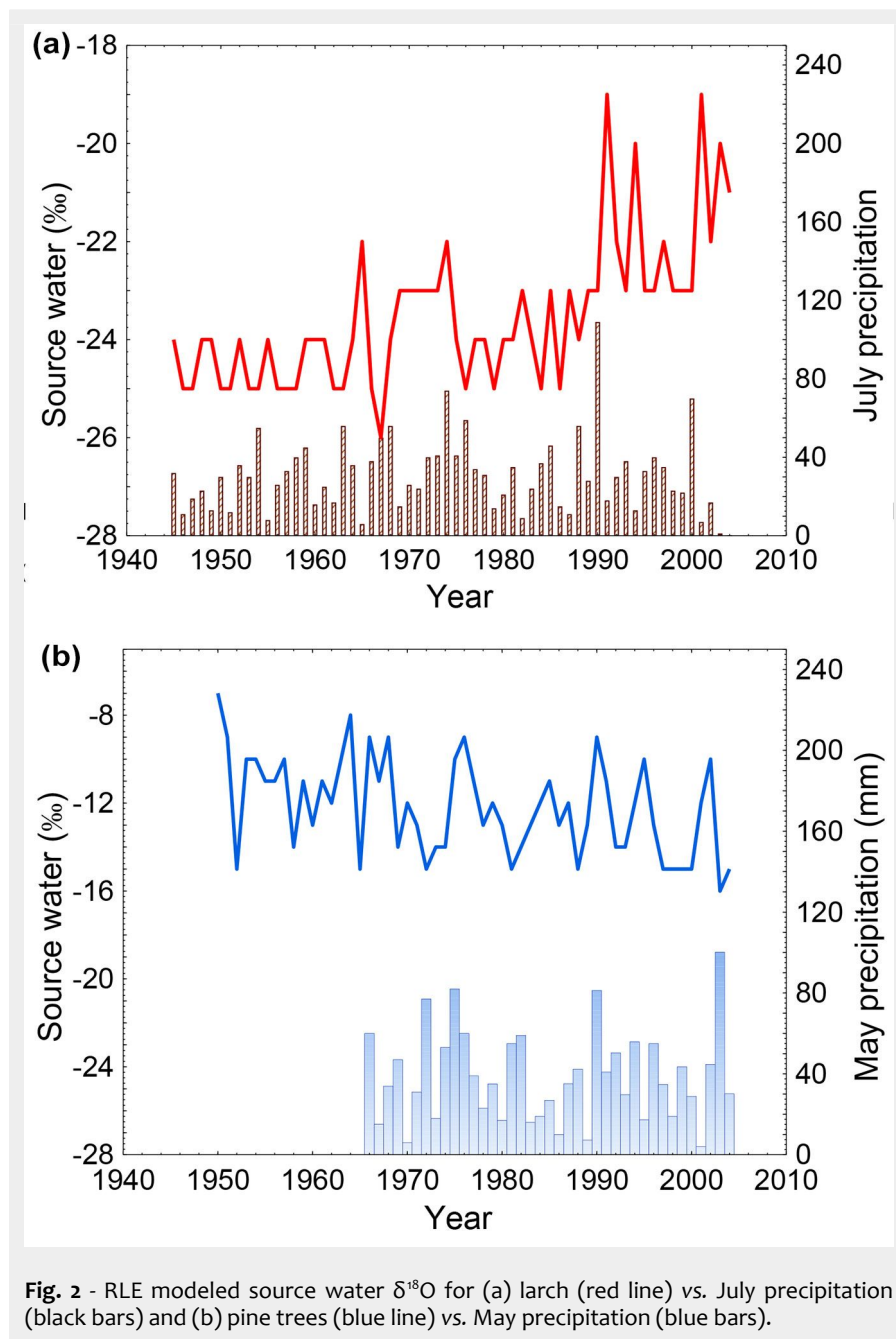 (a)
-18
-20
-22
-24
-26
-28
Source water (‰)
240
200
160
120
80
40
0
July precipitation
1940 1950 1960 1970 1980 1990 2000 2010
Year
(b)
-8
-12
-16
-20
-24
-28
Source water (‰)
240
200
160
120
80
40
0
May precipitation (mm)
1940 1950 1960 1970 1980 1990 2000 2010
Year
Fig. 2 - RLE modeled source water δ¹⁸O for (a) larch (red line) vs. July precipitation
(black bars) and (b) pine trees (blue line) vs. May precipitation (blue bars).